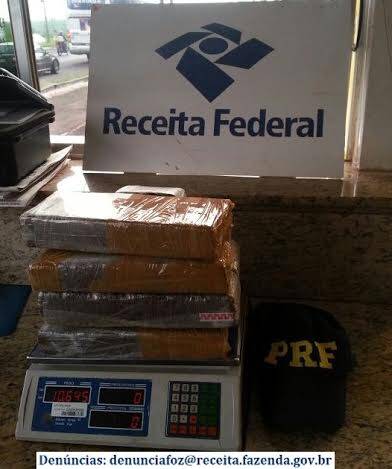 Receita Federal
10.645
0
0
PRF
Denúncias: denunciafoz@receita.fazenda.gov.br